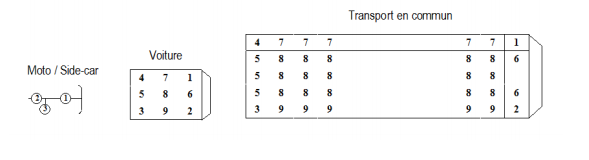 Transport en commun
4 7 7 7 7 7 1
5 8 8 8 8 8 6
5 8 8 8 8 8
5 8 8 8 8 8 6
3 9 9 9 9 9 2
Voiture
4 7 1
5 8 6
3 9 2
Moto / Side-car
2 1
3